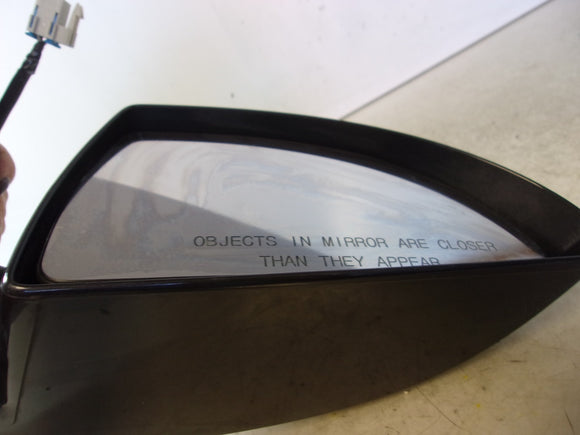 OBJECTS IN MIRROR ARE CLOSER
THAN THEY APPEAR